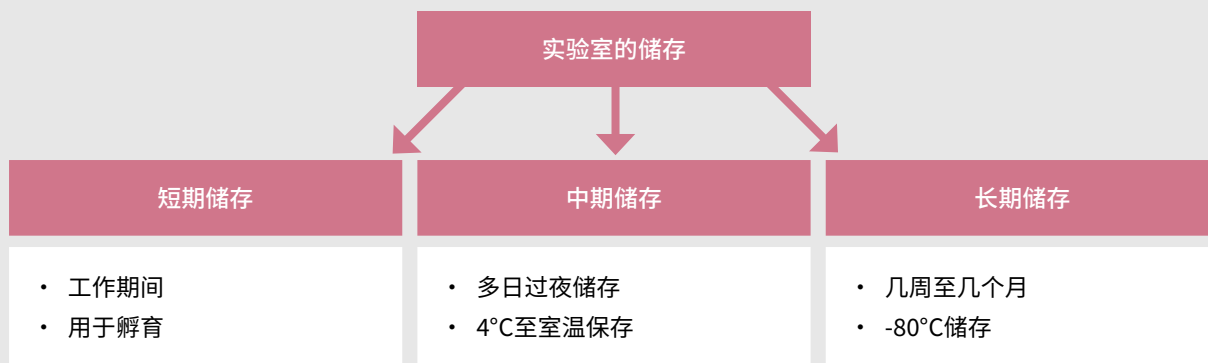 实验室的储存
短期储存
• 工作期间
• 用于孵育
中期储存
• 多日过夜储存
• 4°C至室温保存
长期储存
• 几周至几个月
• -80°C储存